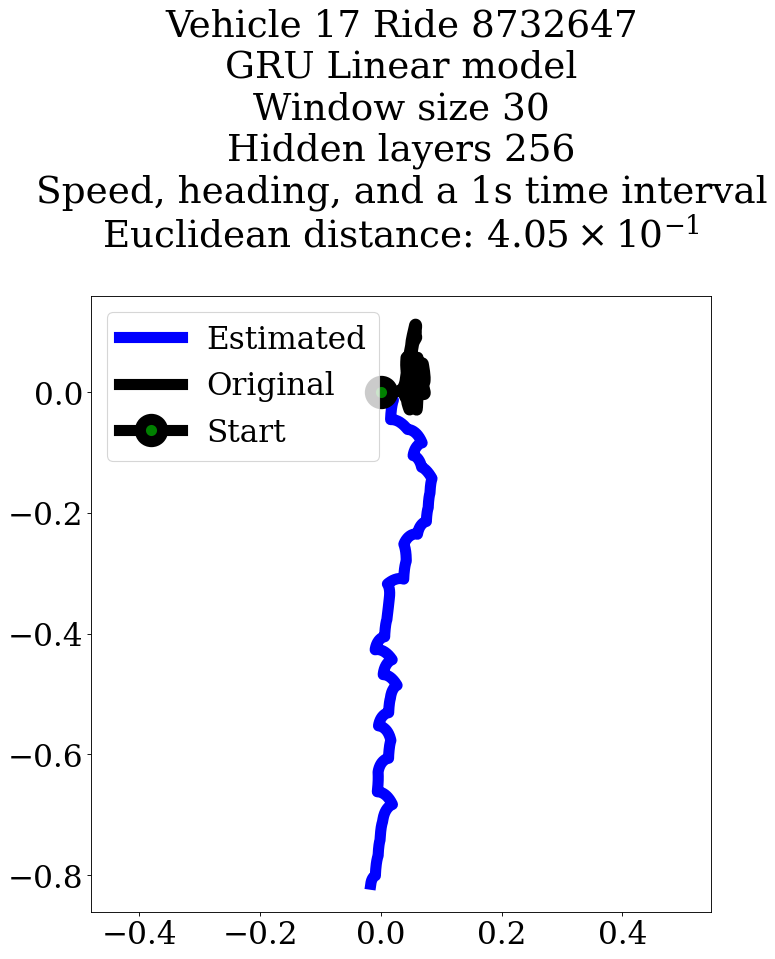 Vehicle 17 Ride 8732647
GRU Linear model
Window size 30
Hidden layers 256
Speed, heading, and a 1s time interval
Euclidean distance: 4.05 × 10⁻¹
Estimated
Original
Start
0.0
−0.2
−0.4
−0.6
−0.8
−0.4 −0.2 0.0 0.2 0.4